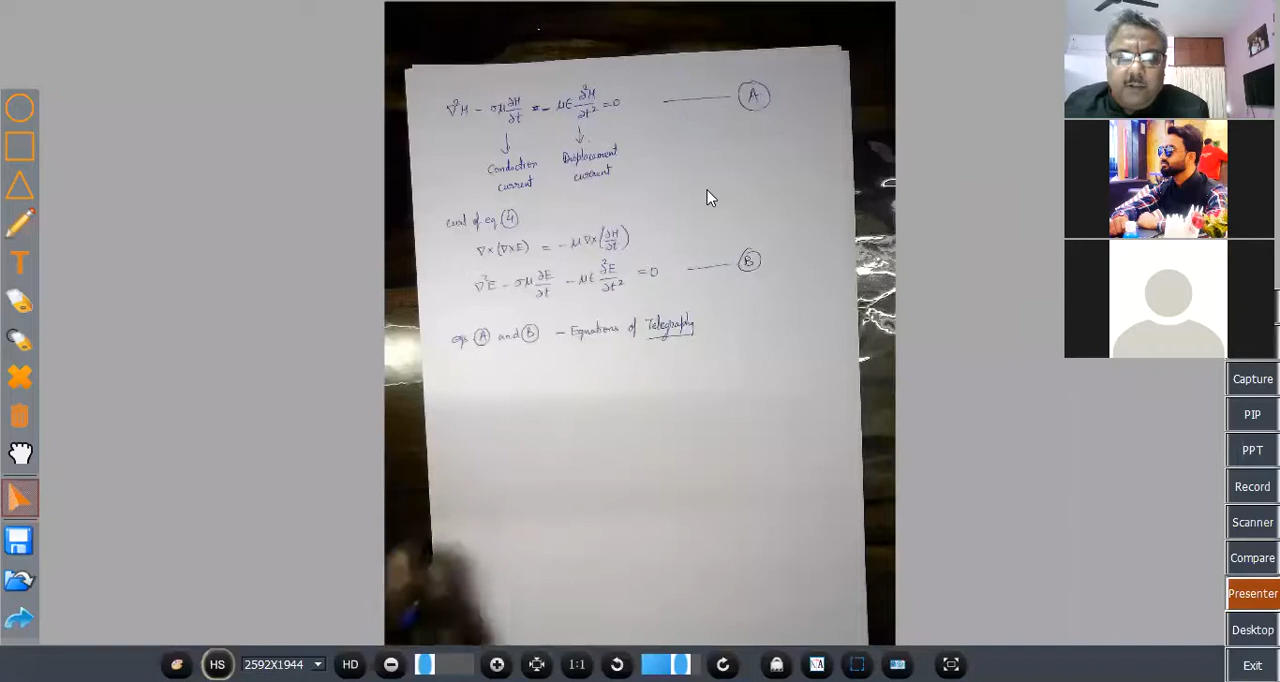 ∇²H - σμ ∂H/∂t = - μϵ ∂²H/∂t² = 0 ——— (A)
Conduction current
Displacement current
curl of eq (4)
∇×(∇×E) = -μ∇×(∂H/∂t)
∇²E - σμ ∂E/∂t - μϵ ∂²E/∂t² = 0 ——— (B)
eqs (A) and (B) - Equations of Telegraphy
T
Capture
PIP
PPT
Record
Scanner
Compare
Presenter
Desktop
Exit
HS 2592X1944 HD 1:1